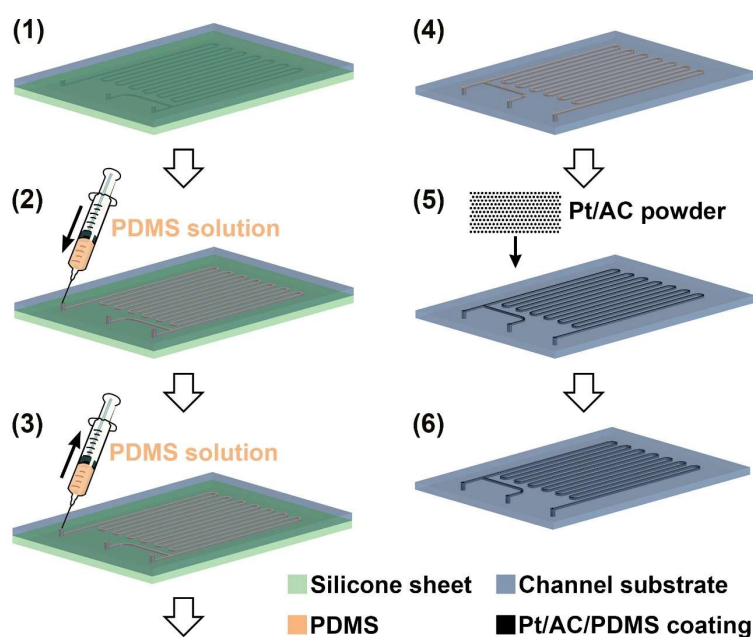 (1)
(2)
PDMS solution
(3)
PDMS solution
(4)
(5)
Pt/AC powder
(6)
Silicone sheet
Channel substrate
PDMS
Pt/AC/PDMS coating